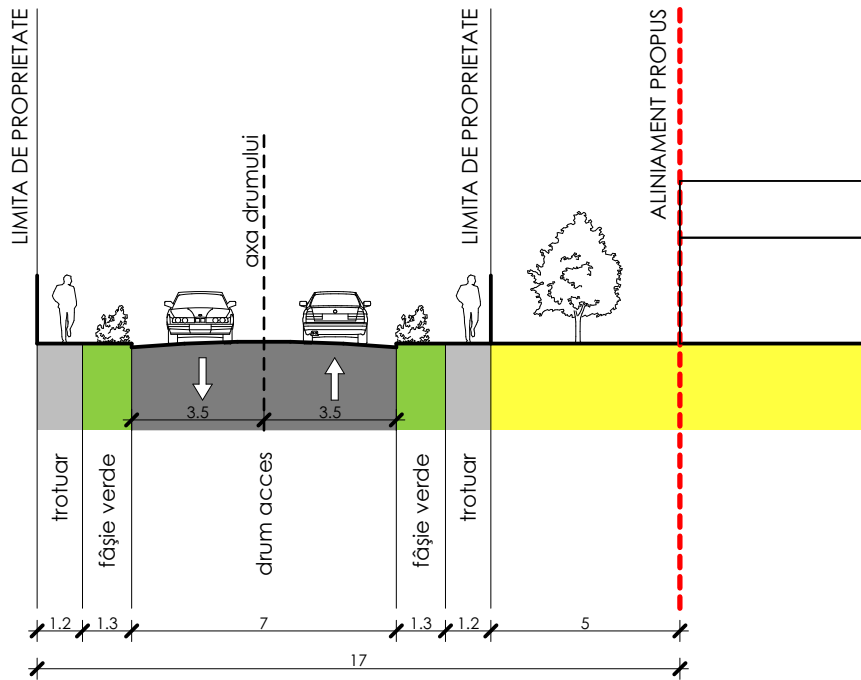 LIMITA DE PROPRIETATE
axa drumului
LIMITA DE PROPRIETATE
ALINIAMENT PROPUS
3.5
3.5
trotuar
fâşie verde
drum acces
fâşie verde
trotuar
1.2
1.3
7
1.3
1.2
5
17